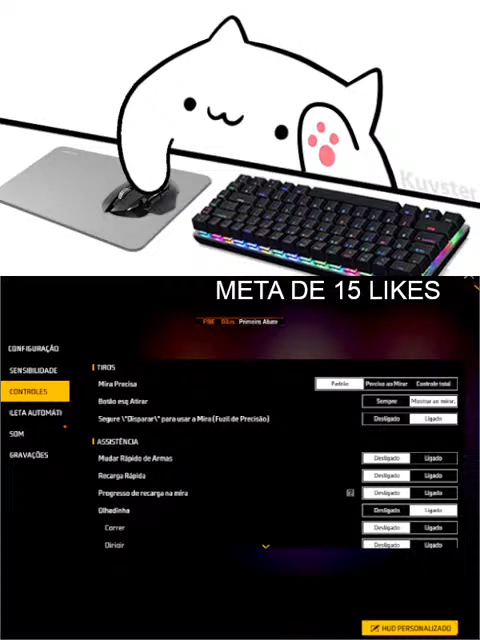 Kuvster
META DE 15 LIKES
Primeiro Abate
CONFIGURAÇÃO
SENSIBILIDADE
CONTROLES
SOM
GRAVAÇÕES
TIROS
Mira Precisa Padrão Precisa ao Mirar Controle total
Botão esq Atirar Sempre Mostrar ao mirar.
Segure \"Disparar\" para usar a Mira (Fuzil de Precisão) Desligado Ligado
ASSISTÊNCIA
Mudar Rápido de Armas Desligado Ligado
Recarga Rápida Desligado Ligado
Progresso de recarga na mira Desligado Ligado
Olhadinha Desligado Ligado
Correr Desligado Ligado
Dirigir Desligado Ligado
HUD PERSONALIZADO